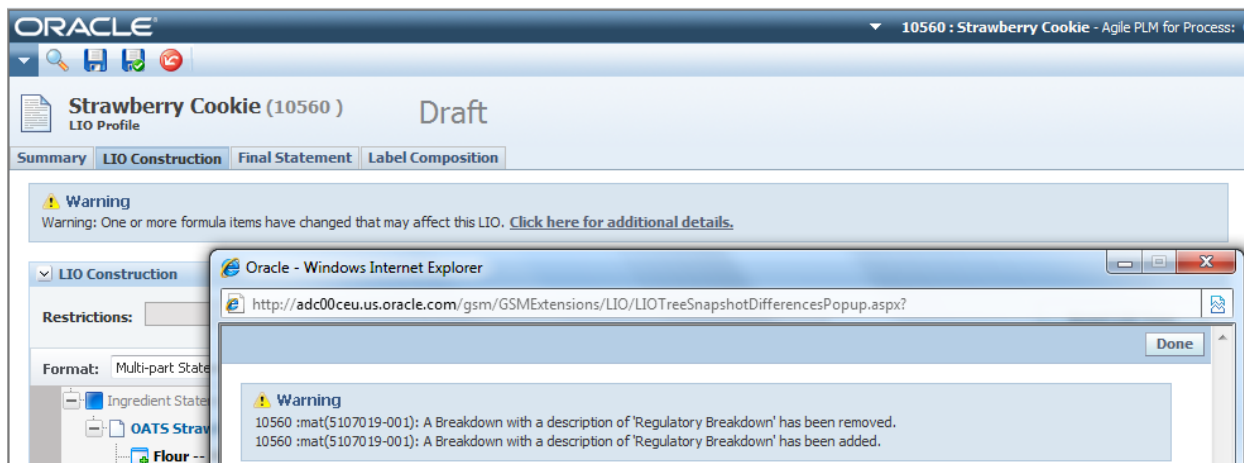 ORACLE
10560 : Strawberry Cookie - Agile PLM for Process:
Strawberry Cookie (10560 )
Draft
LIO Profile
Summary LIO Construction Final Statement Label Composition
Warning
Warning: One or more formula items have changed that may affect this LIO. Click here for additional details.
LIO Construction
Oracle - Windows Internet Explorer
http://adc00ceu.us.oracle.com/gsm/GSMExtensions/LIO/LIOTreeSnapshotDifferencesPopup.aspx?
Restrictions:
Done
Format: Multi-part State
Ingredient State
Warning
10560 :mat(5107019-001): A Breakdown with a description of 'Regulatory Breakdown' has been removed.
OATS Straw
10560 :mat(5107019-001): A Breakdown with a description of 'Regulatory Breakdown' has been added.
Flour --